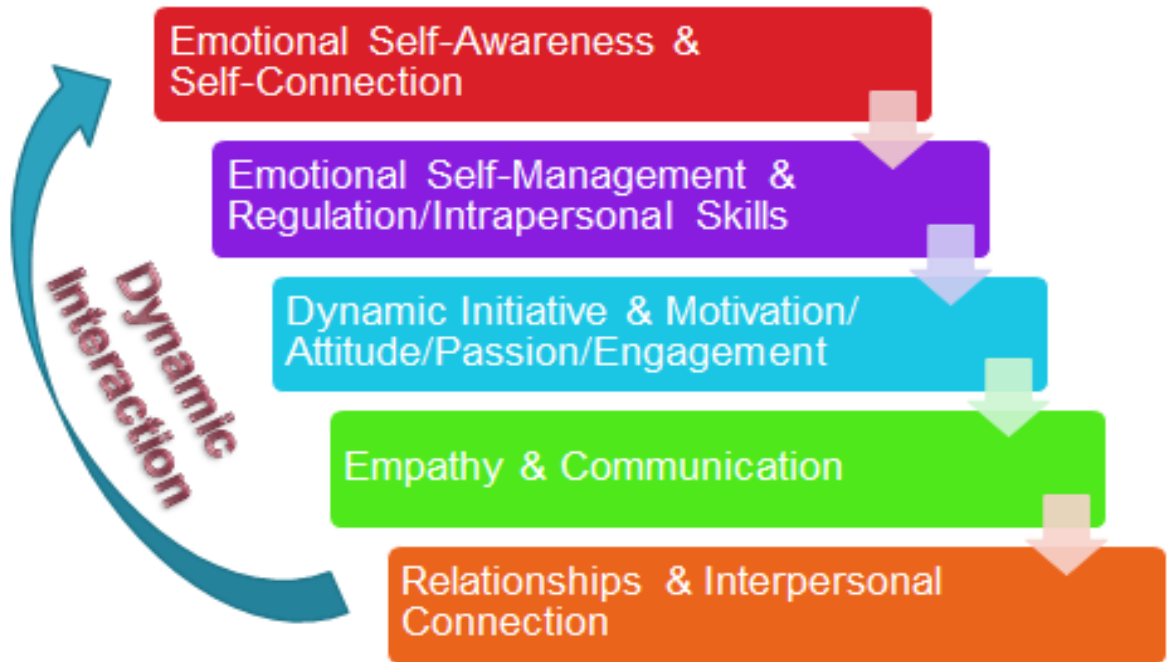 Emotional Self-Awareness &
Self-Connection
Emotional Self-Management &
Regulation/Intrapersonal Skills
Dynamic Initiative & Motivation/
Attitude/Passion/Engagement
Empathy & Communication
Relationships & Interpersonal
Connection
Dynamic
Interaction